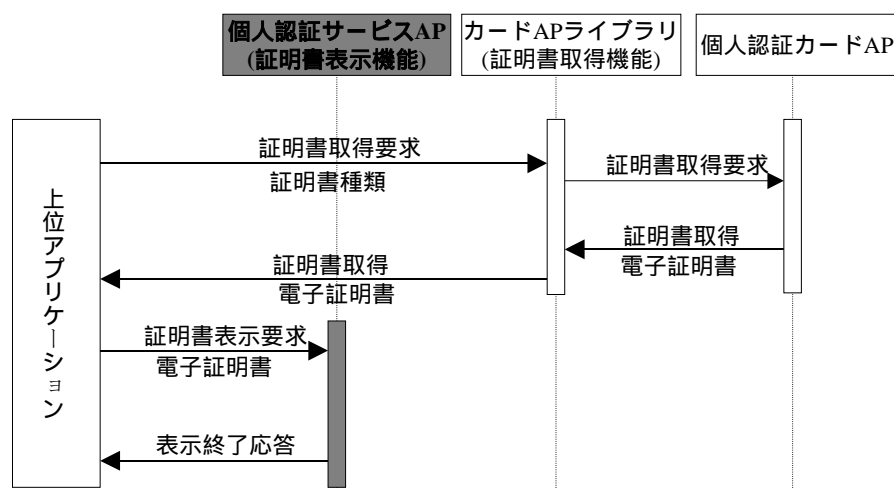 個人認証サービスAP
(証明書表示機能)
カードAPライブラリ
(証明書取得機能)
個人認証カードAP
上位アプリケーション
証明書取得要求
証明書種類
証明書取得要求
証明書取得
電子証明書
証明書取得
電子証明書
証明書表示要求
電子証明書
表示終了応答